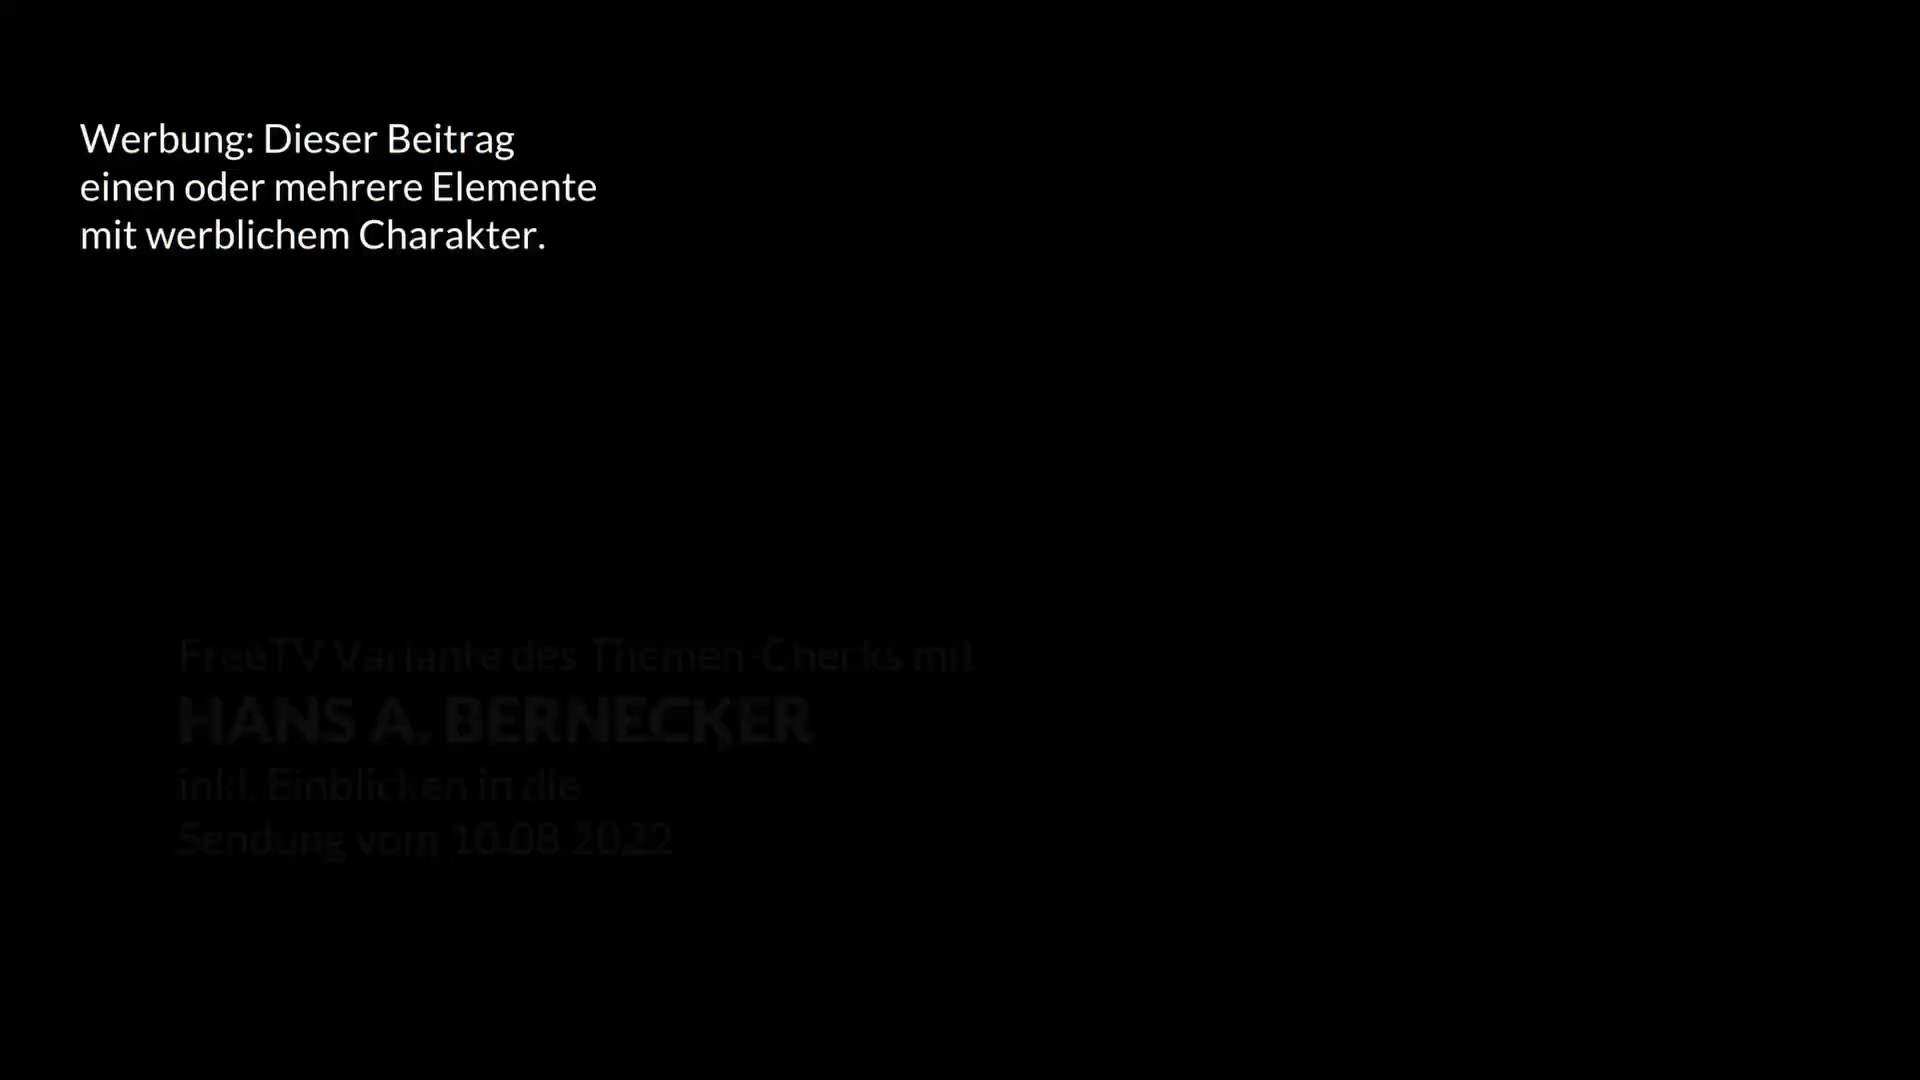 Werbung: Dieser Beitrag
einen oder mehrere Elemente
mit werblichem Charakter.
FreeTV Variante des Themen-Checks mit
HANS A. BERNECKER
inkl. Einblicken in die
Sendung vom 10.08.2022